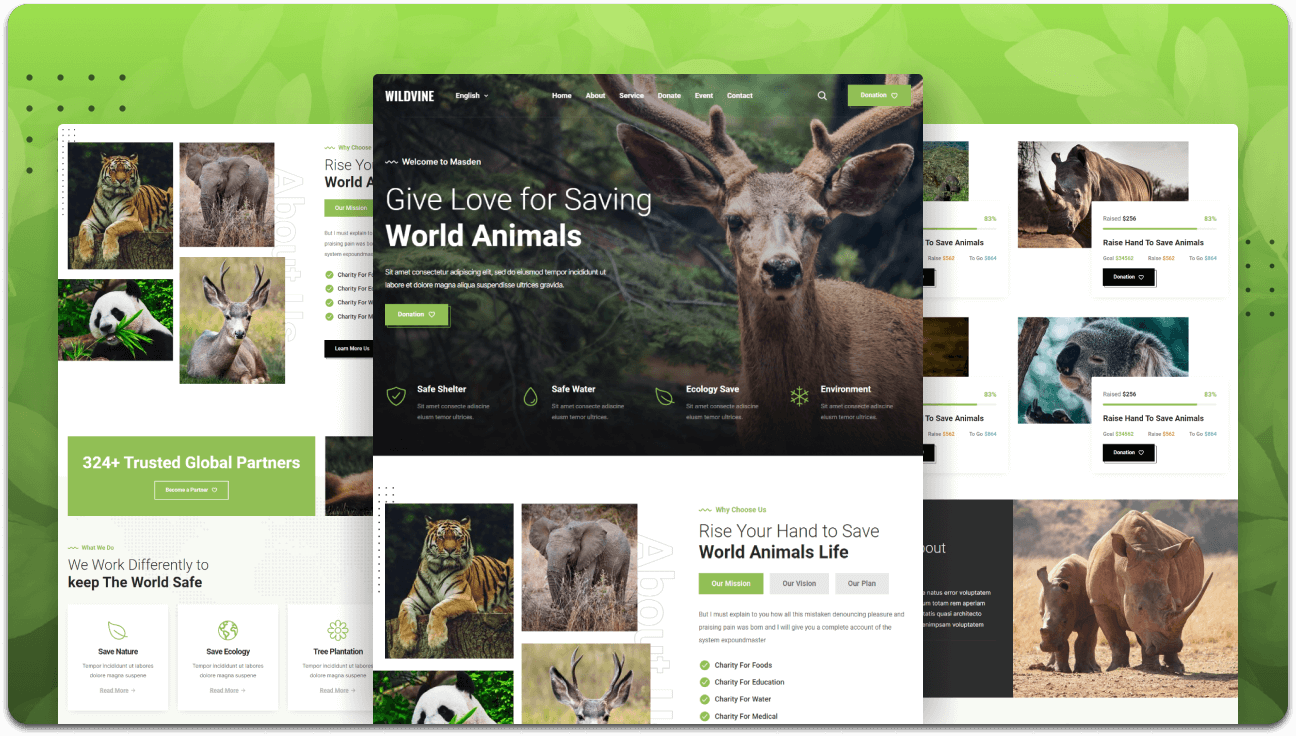 WILDVINE
English
Home
About
Service
Donate
Event
Contact
Donation
Welcome to Masden
Give Love for Saving
World Animals
Sit amet consectetur adipiscing elit, sed do eiusmod tempor incididunt ut
labore et dolore magna aliqua suspendisse ultrices gravida.
Donation
Safe Shelter
Sit amet consecte adiscine
eiusm temor ultrices.
Safe Water
Sit amet consecte adiscine
eiusm temor ultrices.
Ecology Save
Sit amet consecte adiscine
eiusm temor ultrices.
Environment
Sit amet consecte adiscine
eiusm temor ultrices.
About U
Why Choose Us
Rise Your Hand to Save
World Animals Life
Our Mission
Our Vision
Our Plan
But I must explain to you how all this mistaken denouncing pleasure and
praising pain was born and I will give you a complete account of the
system expoundmaster
Charity For Foods
Charity For Education
Charity For Water
Charity For Medical
About Us
Why Choose
Rise Yo
World A
Our Mission
But I must explain to
praising pain was bor
system expoundmas
Charity For Fo
Charity For E
Charity For W
Charity For M
Learn More Us
324+ Trusted Global Partners
Become a Partner
What We Do
We Work Differently to
keep The World Safe
Save Nature
Tempor incididunt ut labores
dolore magna suspene
Read More
Save Ecology
Tempor incididunt ut labores
dolore magna suspene
Read More
Tree Plantation
Tempor incididunt ut labores
dolore magna suspene
Read More
83%
To Save Animals
Raise $562
To Go $864
Raised $256
83%
Raise Hand To Save Animals
Goal $34562
Raise $562
To Go $864
Donation
83%
To Save Animals
Raise $562
To Go $864
Raised $256
83%
Raise Hand To Save Animals
Goal $34562
Raise $562
To Go $864
Donation
bout
natus error voluptatem
um totam rem aperiam
tatis quasi architecto
enimpsam voluptatem